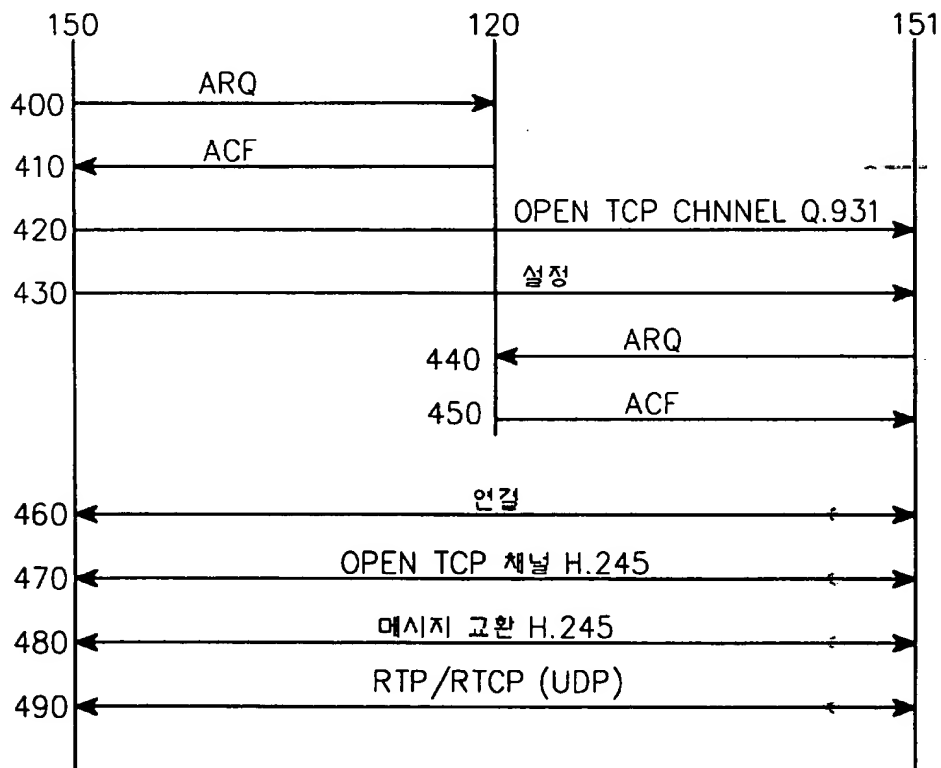 150 120 151
400 ARQ
410 ACF
420 OPEN TCP CHNNEL Q.931
430 설정
440 ARQ
450 ACF
460 연결
470 OPEN TCP 채널 H.245
480 메시지 교환 H.245
490 RTP/RTCP (UDP)